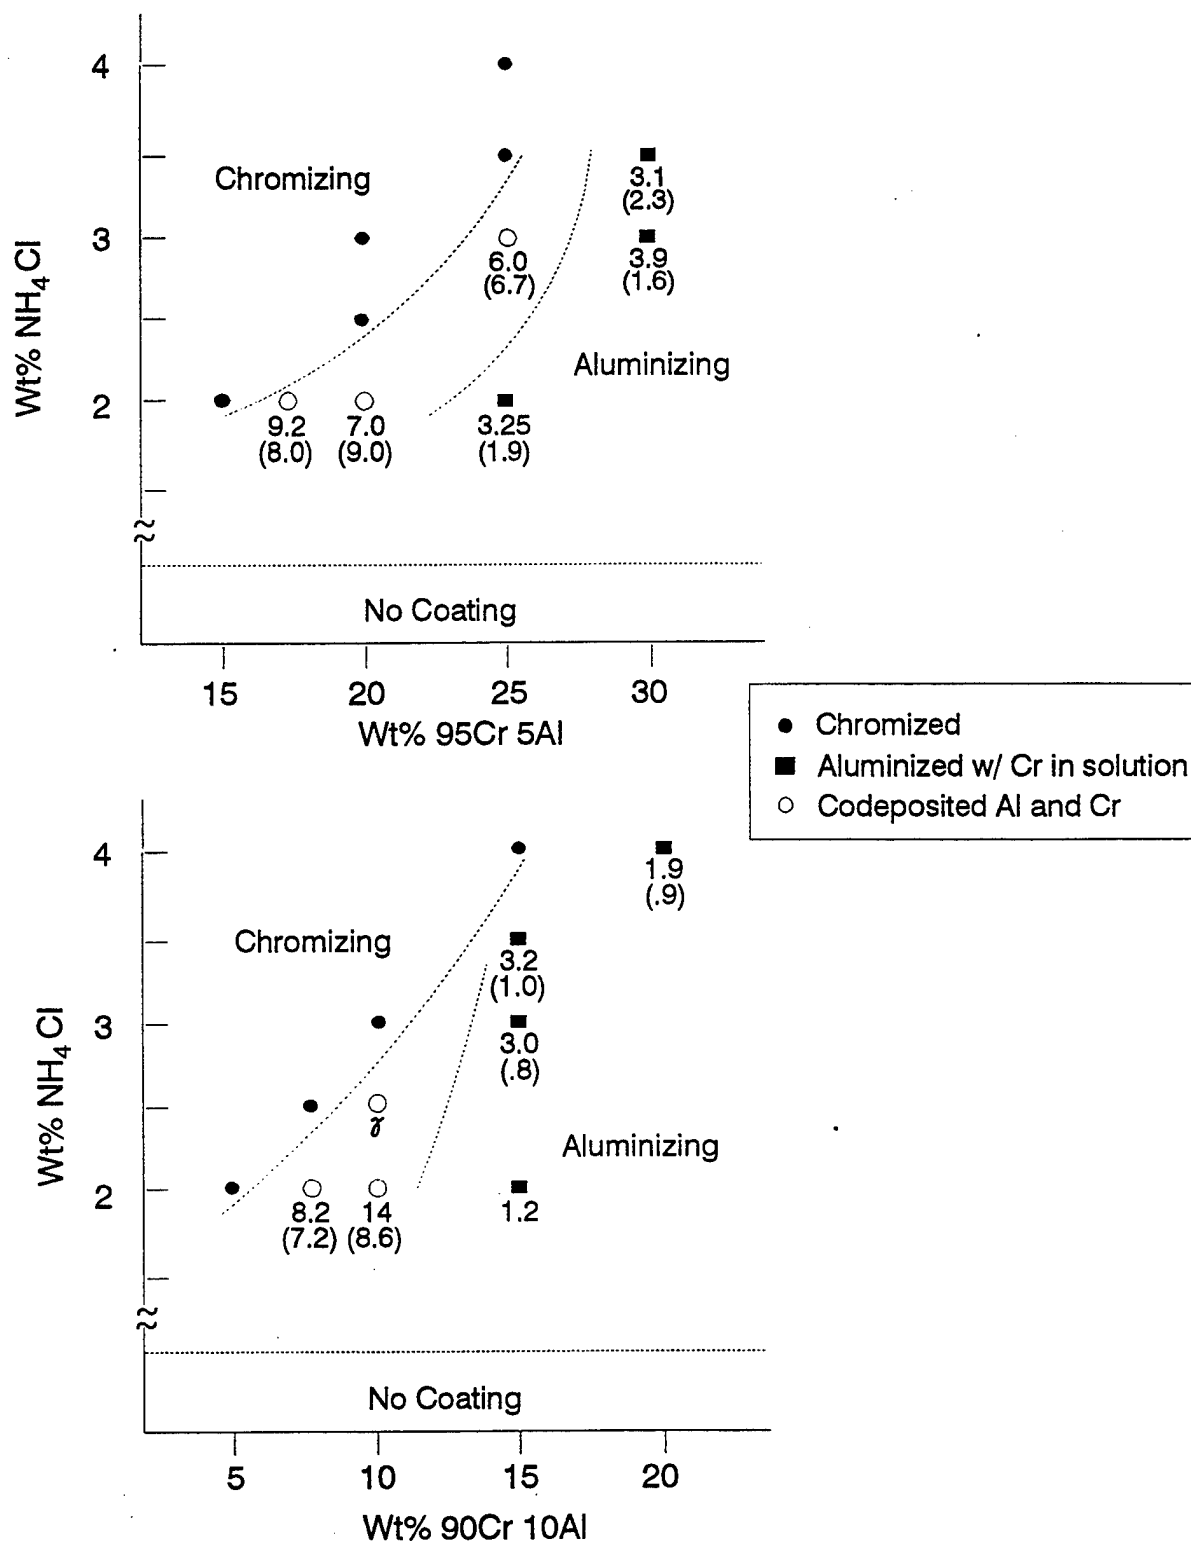 4
Chromizing
3.1
(2.3)
3
6.0
(6.7)
3.9
(1.6)
Wt% NH4Cl
Aluminizing
2
9.2
(8.0)
7.0
(9.0)
3.25
(1.9)
No Coating
15 20 25 30
Wt% 95Cr 5Al
Chromized
Aluminized w/ Cr in solution
Codeposited Al and Cr
4
1.9
(.9)
Chromizing
3.2
(1.0)
3
3.0
(.8)
Wt% NH4Cl
γ
Aluminizing
2
8.2
(7.2)
14
(8.6)
1.2
No Coating
5 10 15 20
Wt% 90Cr 10Al